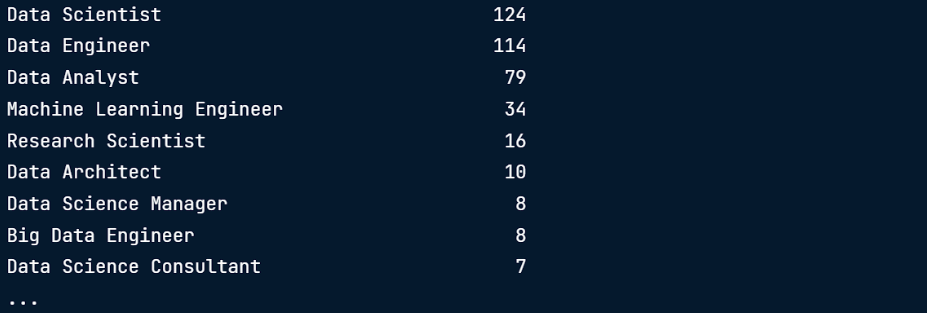 Data Scientist 124
Data Engineer 114
Data Analyst 79
Machine Learning Engineer 34
Research Scientist 16
Data Architect 10
Data Science Manager 8
Big Data Engineer 8
Data Science Consultant 7
...